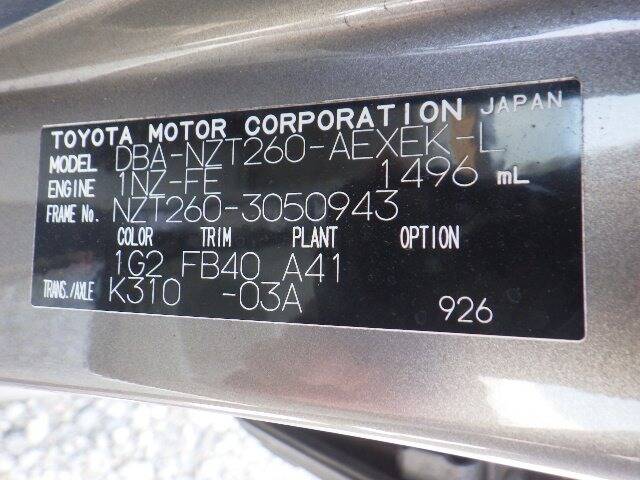 TOYOTA MOTOR CORPORATION JAPAN
MODEL DBA-NZT260-AEXEK-L
ENGINE 1NZ-FE 1496 mL
FRAME No. NZT260-3050943
COLOR TRIM PLANT OPTION
1G2 FB40 A41
TRANS./AXLE K310 -03A 926